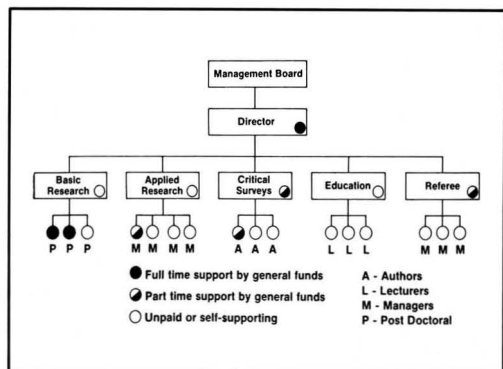 Management Board
Director
Basic
Research
Applied
Research
Critical
Surveys
Education
Referee
P P P
M M M M
A A A
L L L
M M M
Full time support by general funds
Part time support by general funds
Unpaid or self-supporting
A - Authors
L - Lecturers
M - Managers
P - Post Doctoral